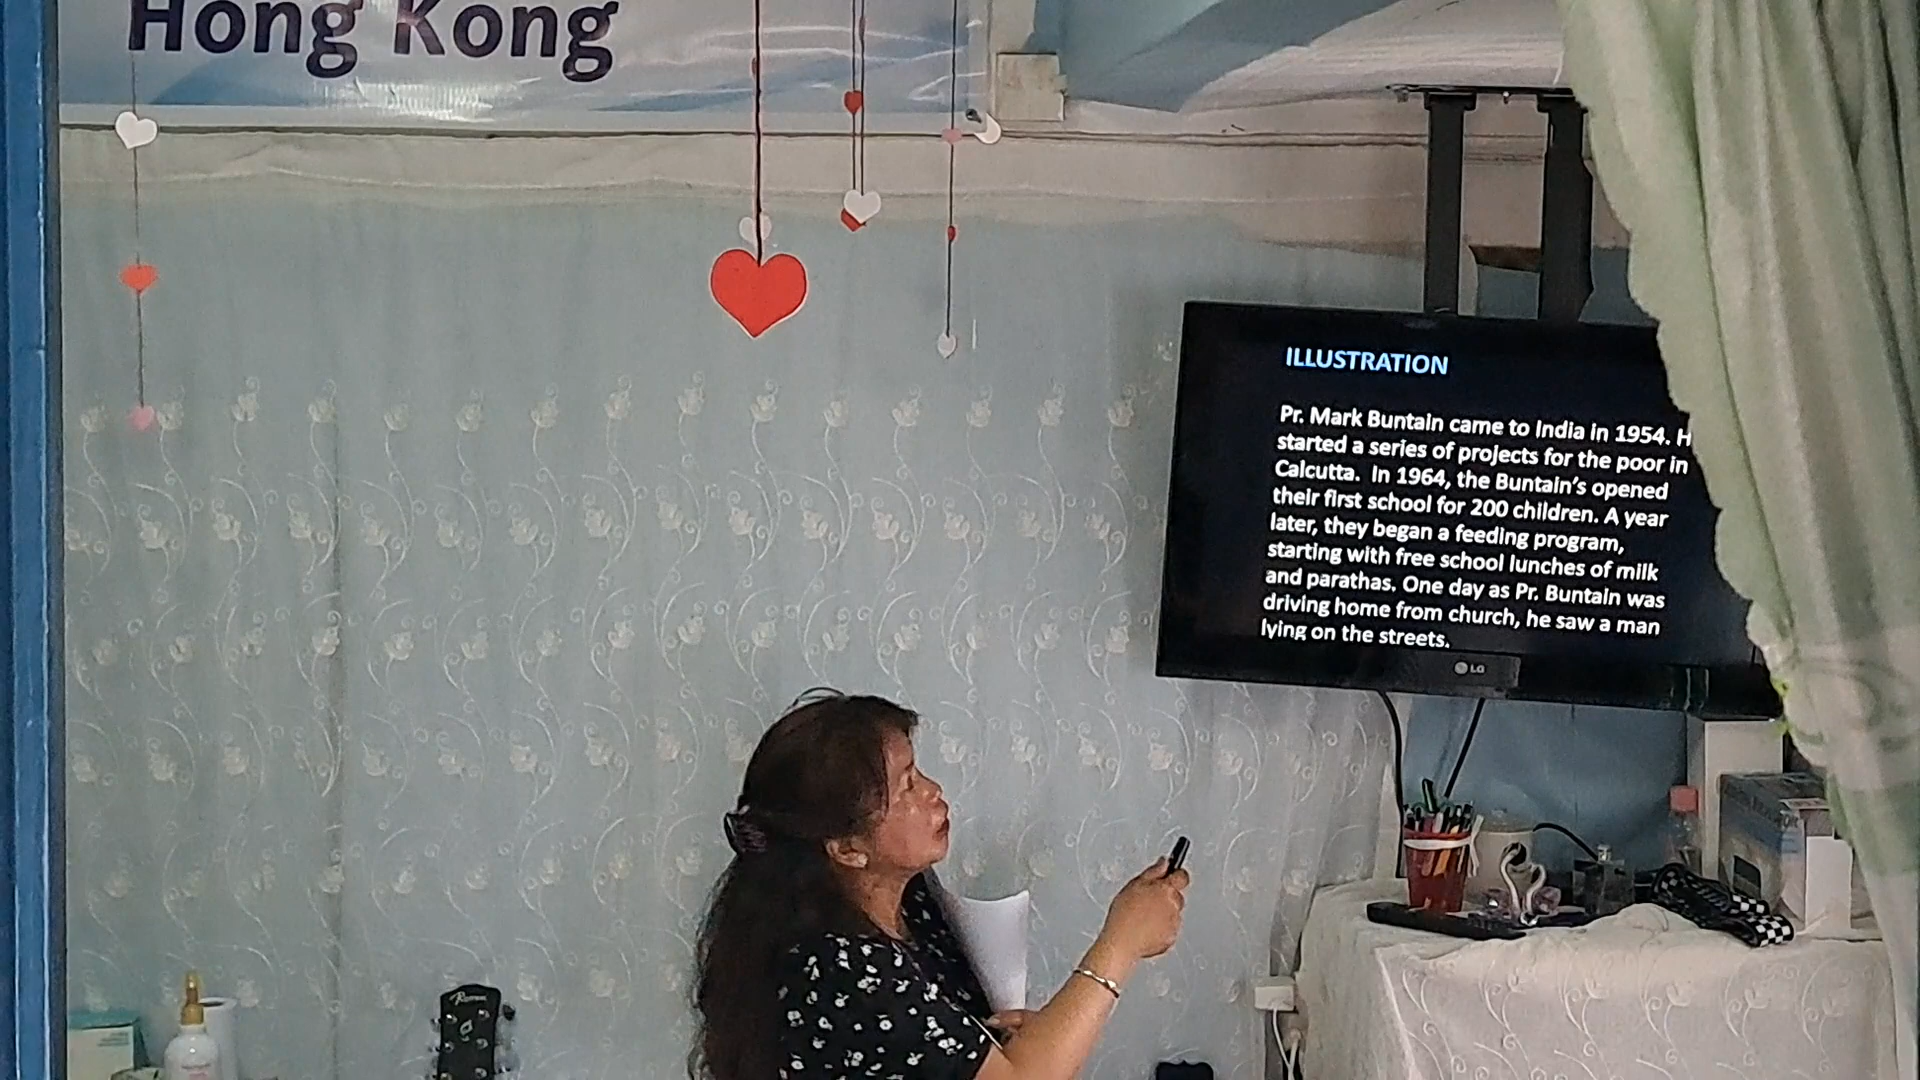 Hong Kong
ILLUSTRATION
Pr. Mark Buntain came to India in 1954. H
started a series of projects for the poor in
Calcutta. In 1964, the Buntain's opened
their first school for 200 children. A year
later, they began a feeding program,
starting with free school lunches of milk
and parathas. One day as Pr. Buntain was
driving home from church, he saw a man
lying on the streets.
LG